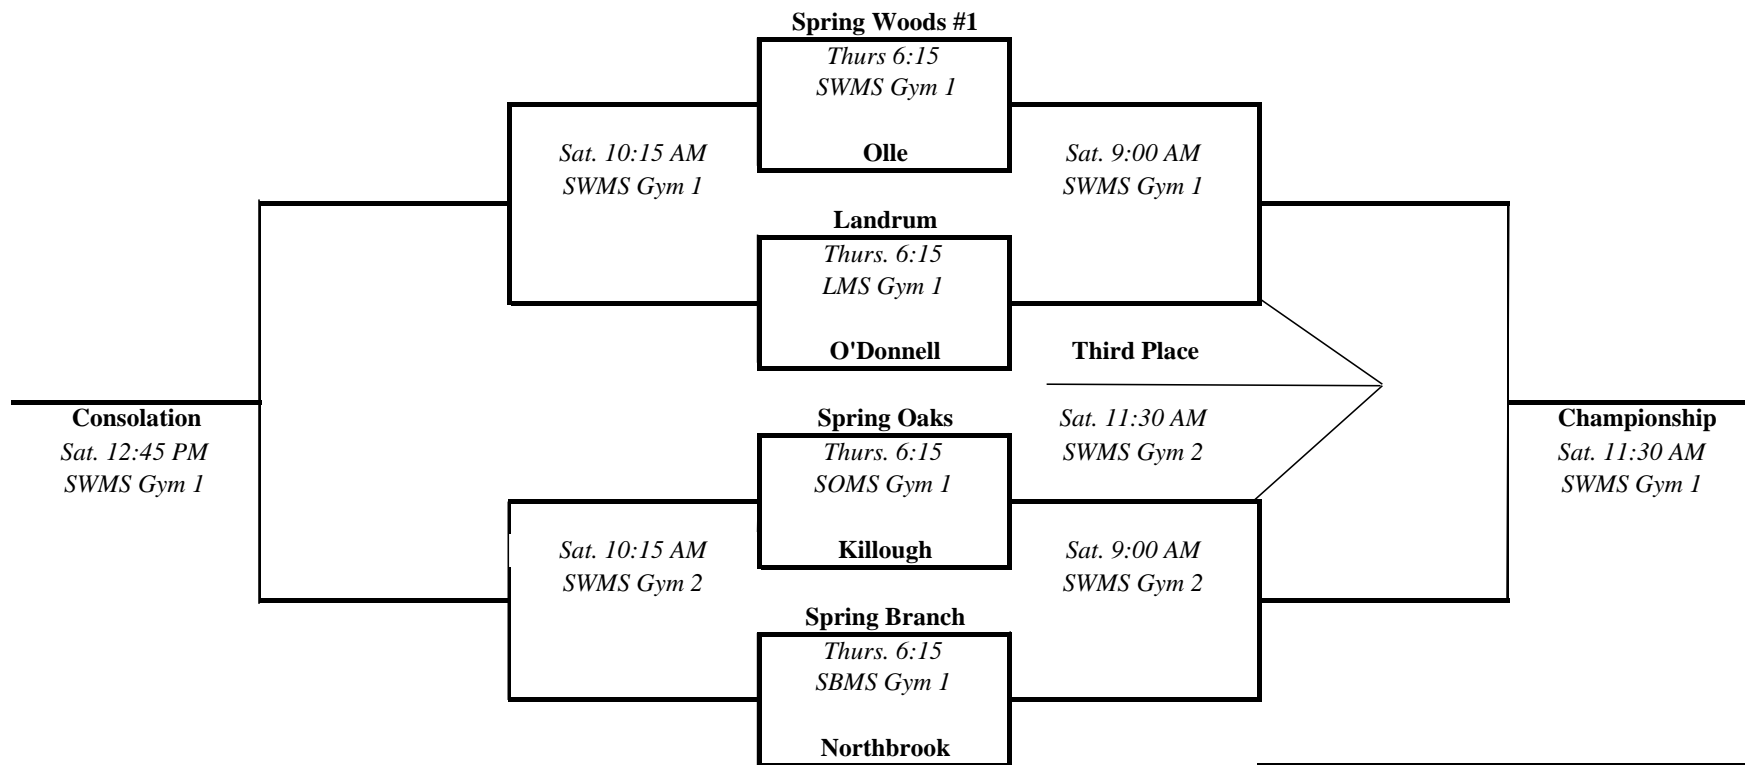 Spring Woods #1
Thurs 6:15
SWMS Gym 1
Sat. 10:15 AM
SWMS Gym 1
Olle
Sat. 9:00 AM
SWMS Gym 1
Landrum
Thurs. 6:15
LMS Gym 1
O'Donnell
Third Place
Consolation
Sat. 12:45 PM
SWMS Gym 1
Spring Oaks
Thurs. 6:15
SOMS Gym 1
Sat. 11:30 AM
SWMS Gym 2
Championship
Sat. 11:30 AM
SWMS Gym 1
Sat. 10:15 AM
SWMS Gym 2
Killough
Sat. 9:00 AM
SWMS Gym 2
Spring Branch
Thurs. 6:15
SBMS Gym 1
Northbrook